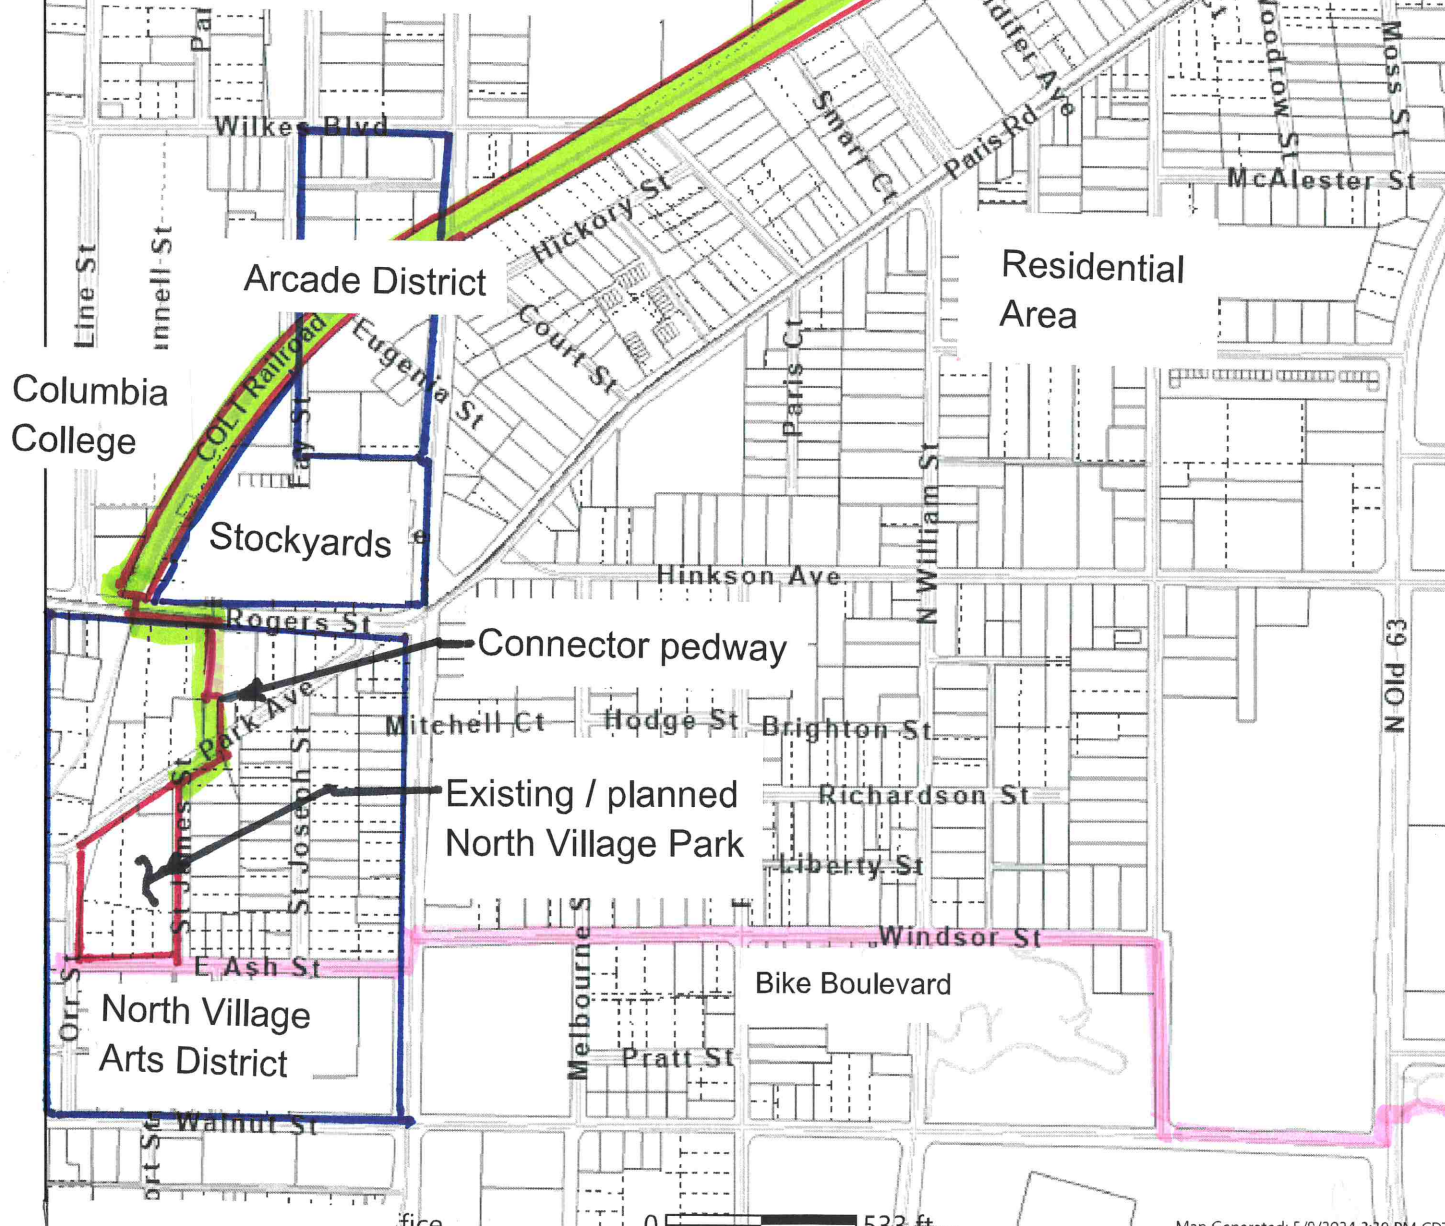 Wilkes Blvd
Smart Ct
Paris Rd
Moss St
McAlester St
Hickory St
Line St
Arcade District
Residential
Area
COLT Railroad
Eugenia St
Court St
Paris Ct
Columbia
College
Fay St
Stockyards
N William St
Hinkson Ave
Rogers St
Connector pedway
N Old 63
Park Ave
Mitchell Ct
Hodge St
Brighton St
St Joseph St
Existing / planned
North Village Park
Richardson St
Liberty St
St James St
Windsor St
E Ash St
Bike Boulevard
Orr St
North Village
Arts District
Melbourne S
Pratt St
E Walnut St
0
533 ft